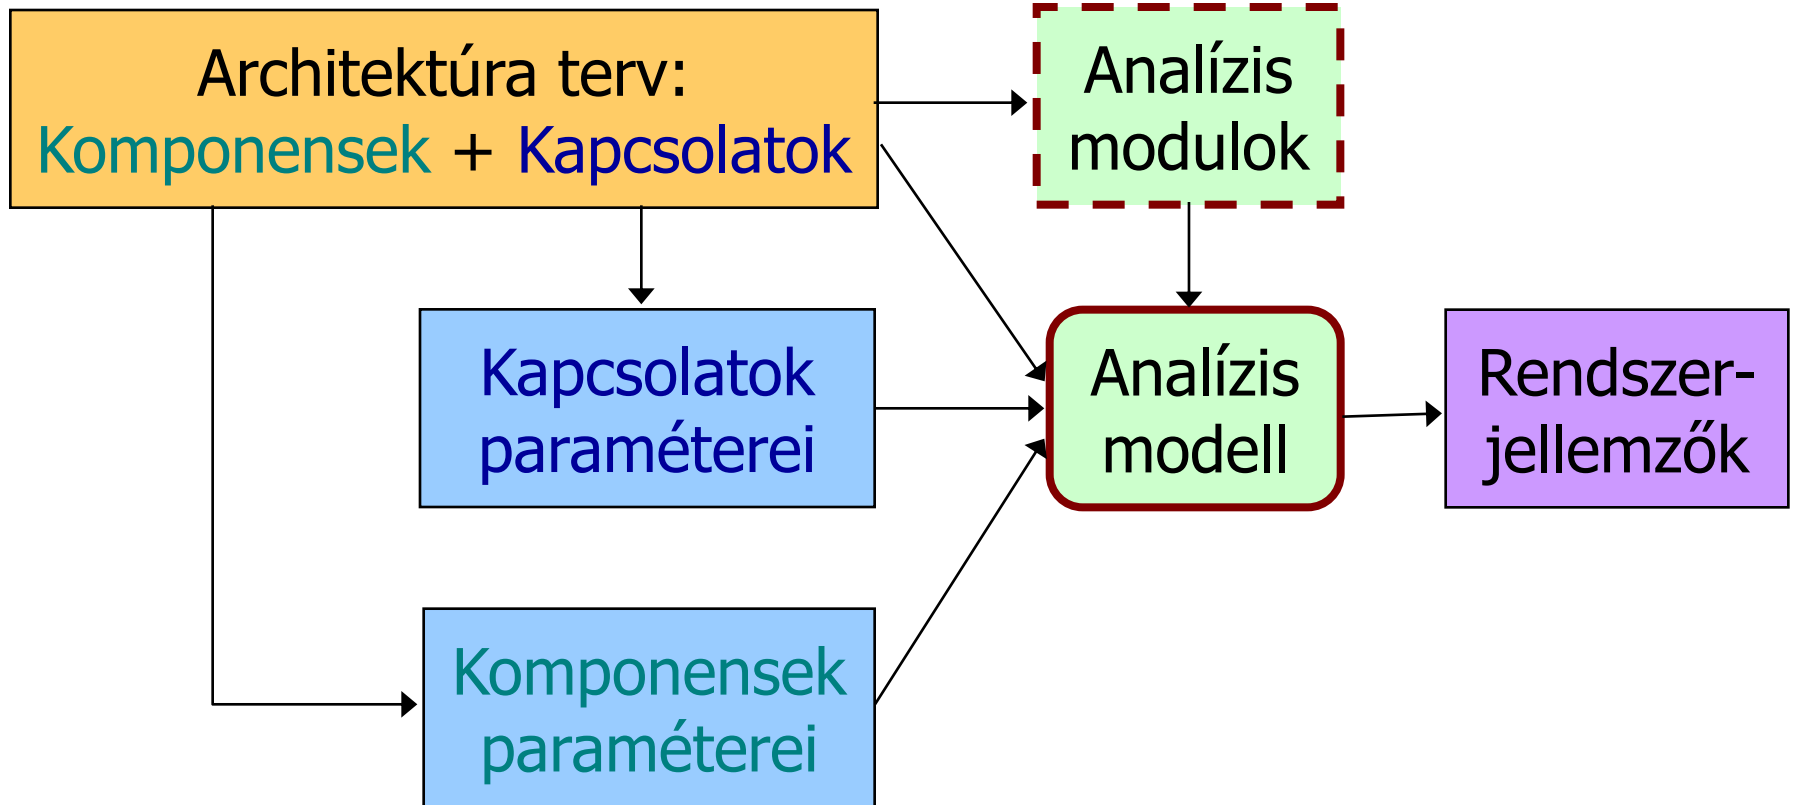 Architektúra terv:
Komponensek + Kapcsolatok
Analízis
modulok
Kapcsolatok
paraméterei
Analízis
modell
Rendszer-
jellemzők
Komponensek
paraméterei